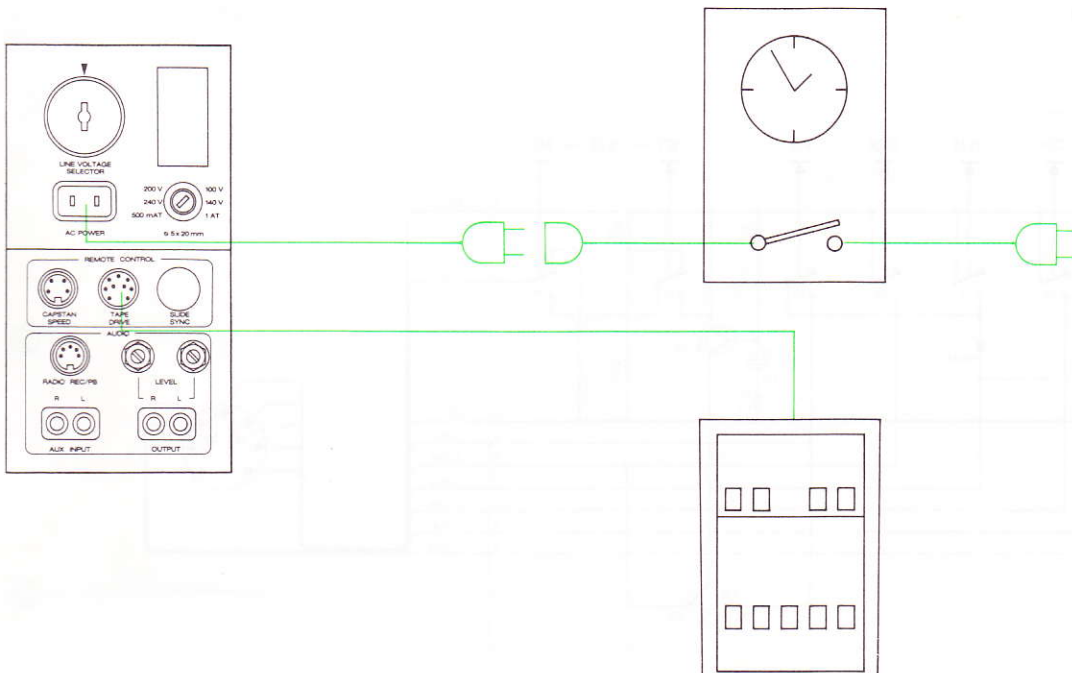 LINE VOLTAGE
SELECTOR
200 V 100 V
240 V 140 V
500 mAT 1 AT
AC POWER ⌀ 5 x 20 mm
REMOTE CONTROL
CAPSTAN
SPEED
TAPE
DRIVE
SLIDE
SYNC
AUDIO
RADIO REC/PB
LEVEL
R L
R L
AUX INPUT
OUTPUT